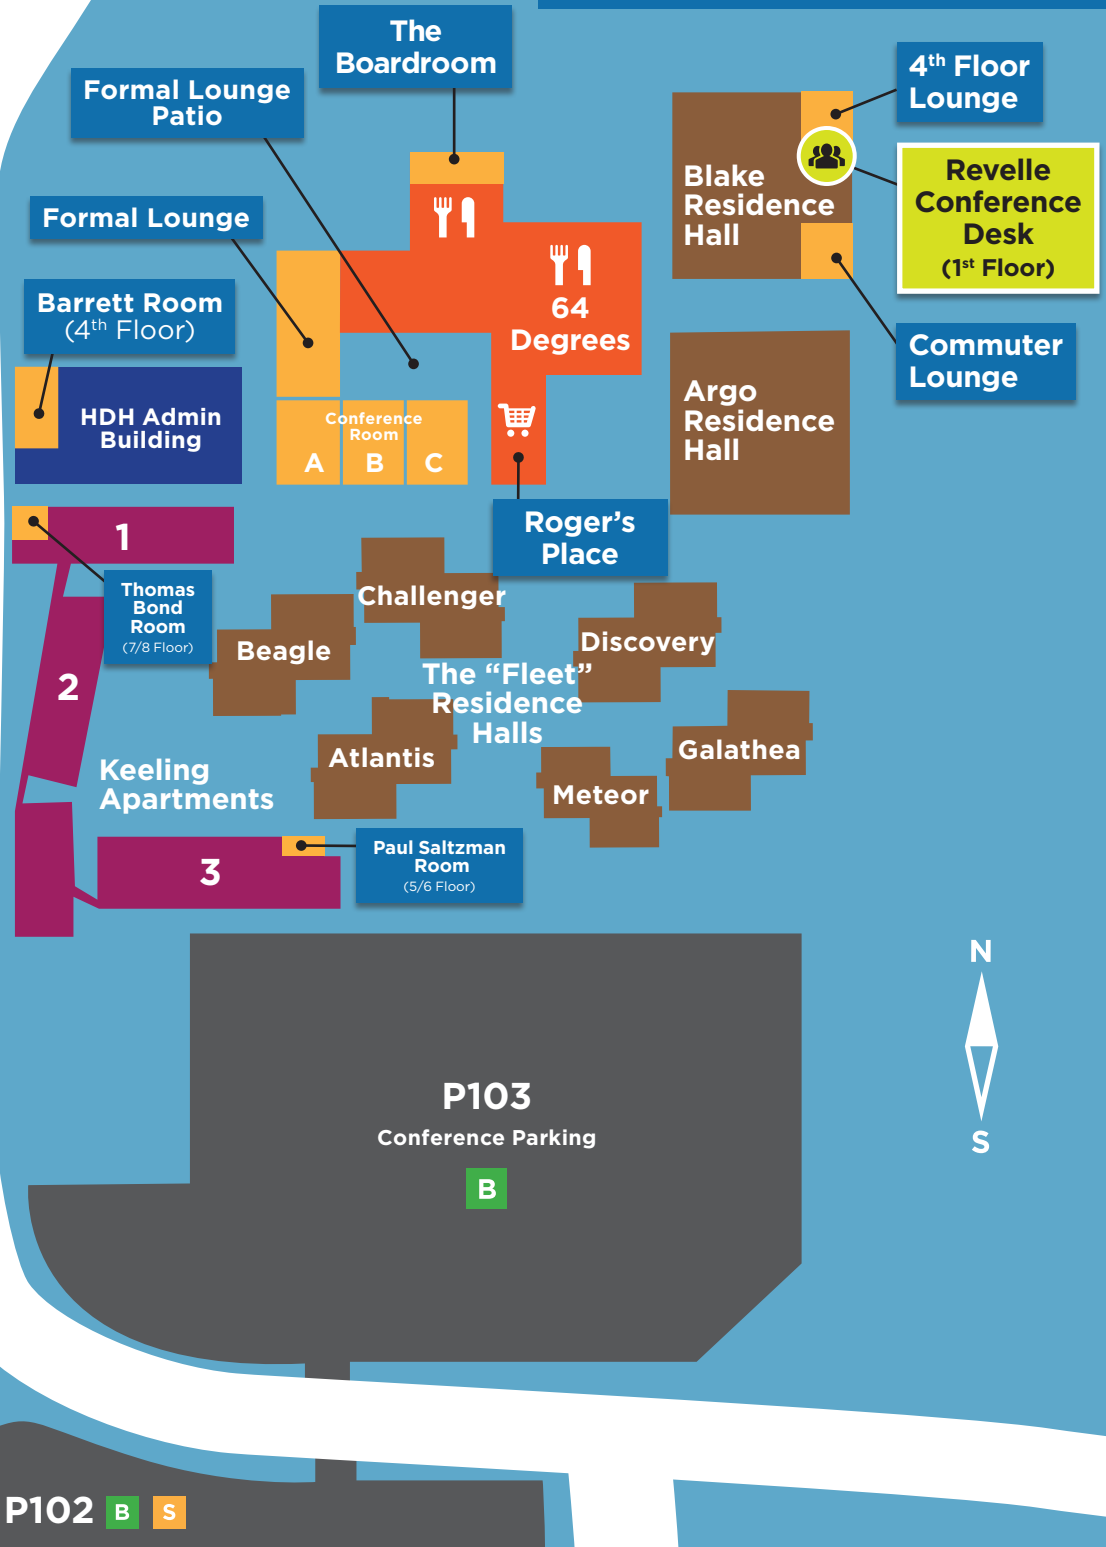 The
Boardroom
4th Floor
Lounge
Formal Lounge
Patio
Revelle
Conference
Desk
(1st Floor)
Blake
Residence
Hall
Formal Lounge
64
Degrees
Barrett Room
(4th Floor)
Commuter
Lounge
HDH Admin
Building
Conference
Room
A B C
Argo
Residence
Hall
Roger's
Place
1
Thomas
Bond
Room
(7/8 Floor)
Challenger
Beagle
Discovery
The “Fleet”
Residence
Halls
2
Atlantis
Galathea
Keeling
Apartments
Meteor
3
Paul Saltzman
Room
(5/6 Floor)
N
S
P103
Conference Parking
B
P102 B S